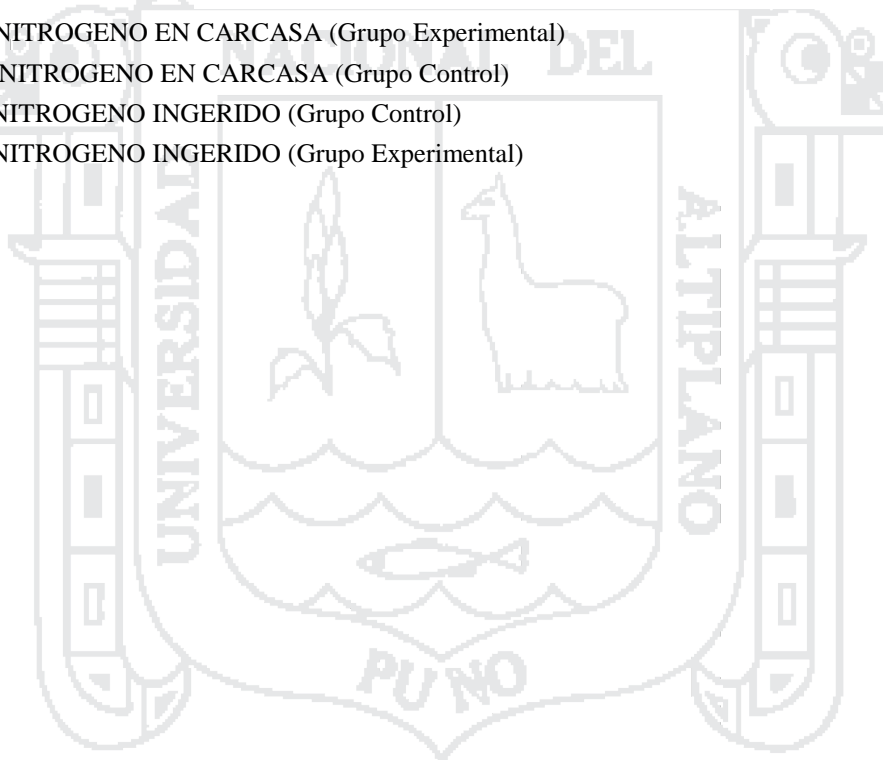 NITROGENO EN CARCASA (Grupo Experimental)
NACIONAL DEL
NITROGENO EN CARCASA (Grupo Control)
NITROGENO INGERIDO (Grupo Control)
NITROGENO INGERIDO (Grupo Experimental)
UNIVERSIDAD
ALTIPLANO
PUNO